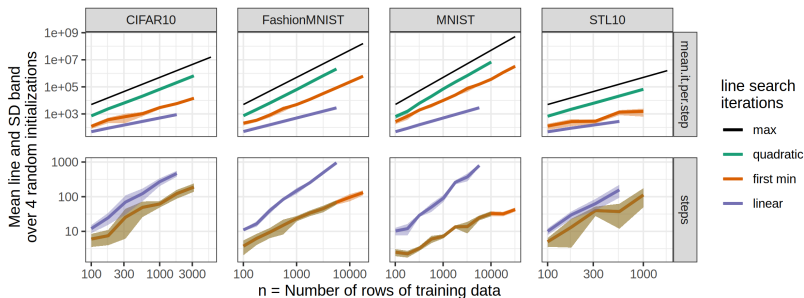 CIFAR10 FashionMNIST MNIST STL10
Mean line and SD band
over 4 random initializations
1e+09
1e+07
1e+05
1e+03
mean.it.per.step
1000
100
10
steps
100 300 1000 3000 100 1000 10000 100 1000 10000 100 300 1000
n = Number of rows of training data
line search
iterations
max
quadratic
first min
linear